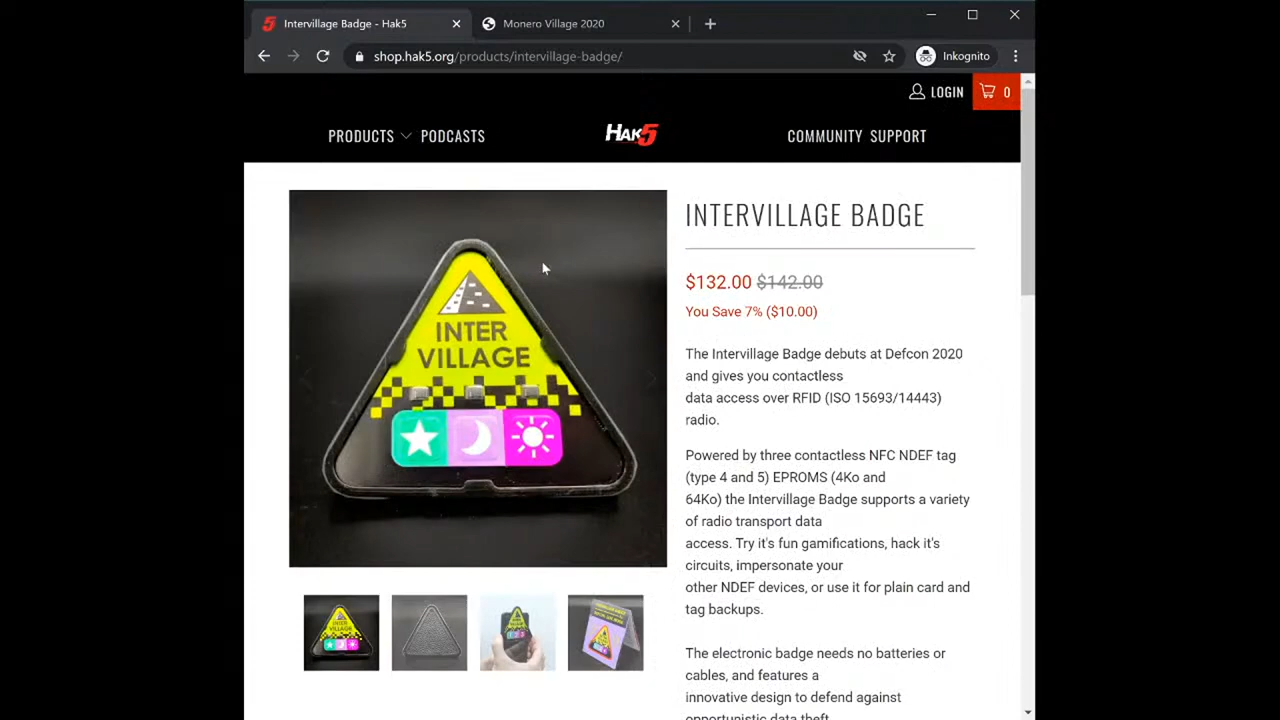 Intervillage Badge - Hak5
Monero Village 2020
shop.hak5.org/products/intervillage-badge/
Inkognito
LOGIN
0
PRODUCTS
PODCASTS
HAK5
COMMUNITY
SUPPORT
INTER
VILLAGE
INTERVILLAGE BADGE
$132.00 $142.00
You Save 7% ($10.00)
The Intervillage Badge debuts at Defcon 2020
and gives you contactless
data access over RFID (ISO 15693/14443)
radio.
Powered by three contactless NFC NDEF tag
(type 4 and 5) EPROMS (4Ko and
64Ko) the Intervillage Badge supports a variety
of radio transport data
access. Try it's fun gamifications, hack it's
circuits, impersonate your
other NDEF devices, or use it for plain card and
tag backups.
The electronic badge needs no batteries or
cables, and features a
innovative design to defend against
opportunistic data theft